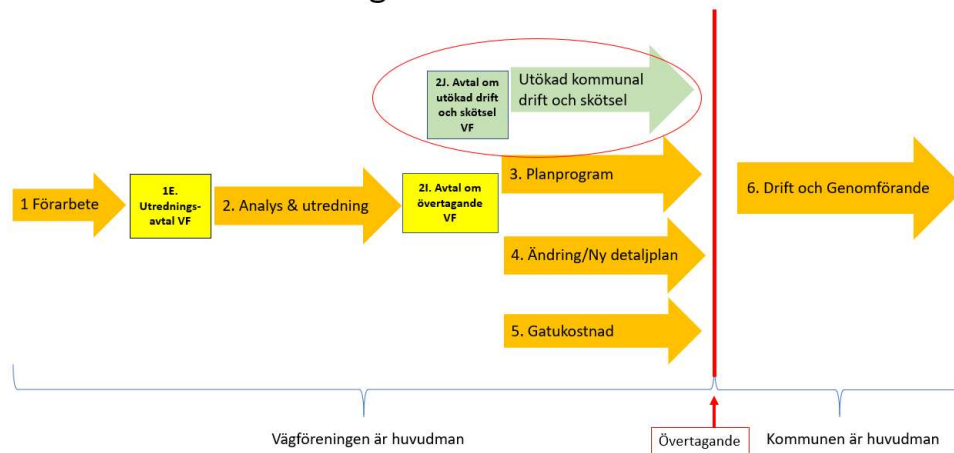 2J. Avtal om
utökad drift
och skötsel
VF
Utökad kommunal
drift och skötsel
1 Förarbete
1E.
Utrednings-
avtal VF
2. Analys & utredning
2I. Avtal om
övertagande
VF
3. Planprogram
4. Ändring/Ny detaljplan
5. Gatukostnad
6. Drift och Genomförande
Vägföreningen är huvudman
Övertagande
Kommunen är huvudman